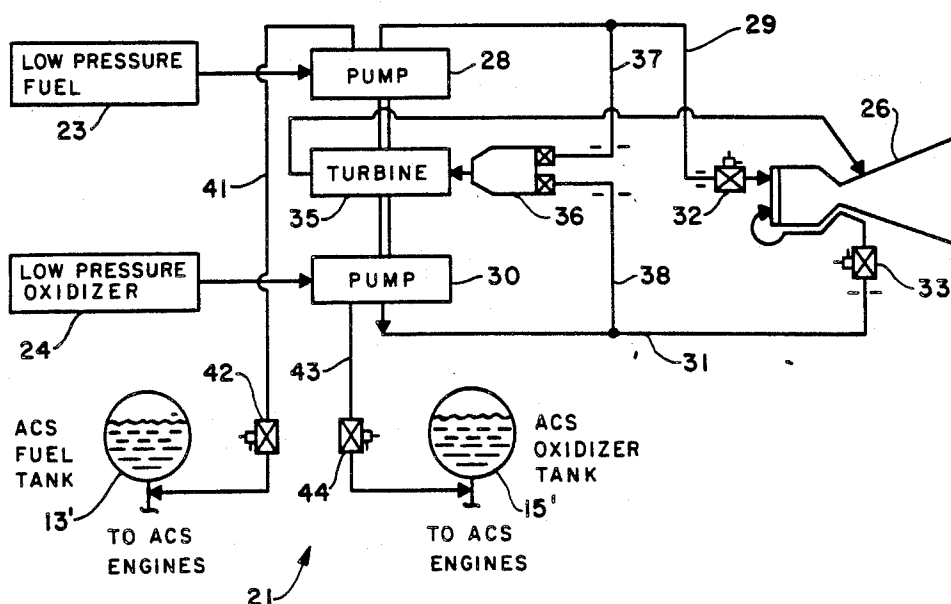 LOW PRESSURE
FUEL
23
PUMP
28
29
37
26
41
TURBINE
35
36
32
LOW PRESSURE
OXIDIZER
24
PUMP
30
38
33
31
43
42
44
ACS
FUEL
TANK
13'
TO ACS
ENGINES
ACS
OXIDIZER
TANK
15'
TO ACS
ENGINES
21